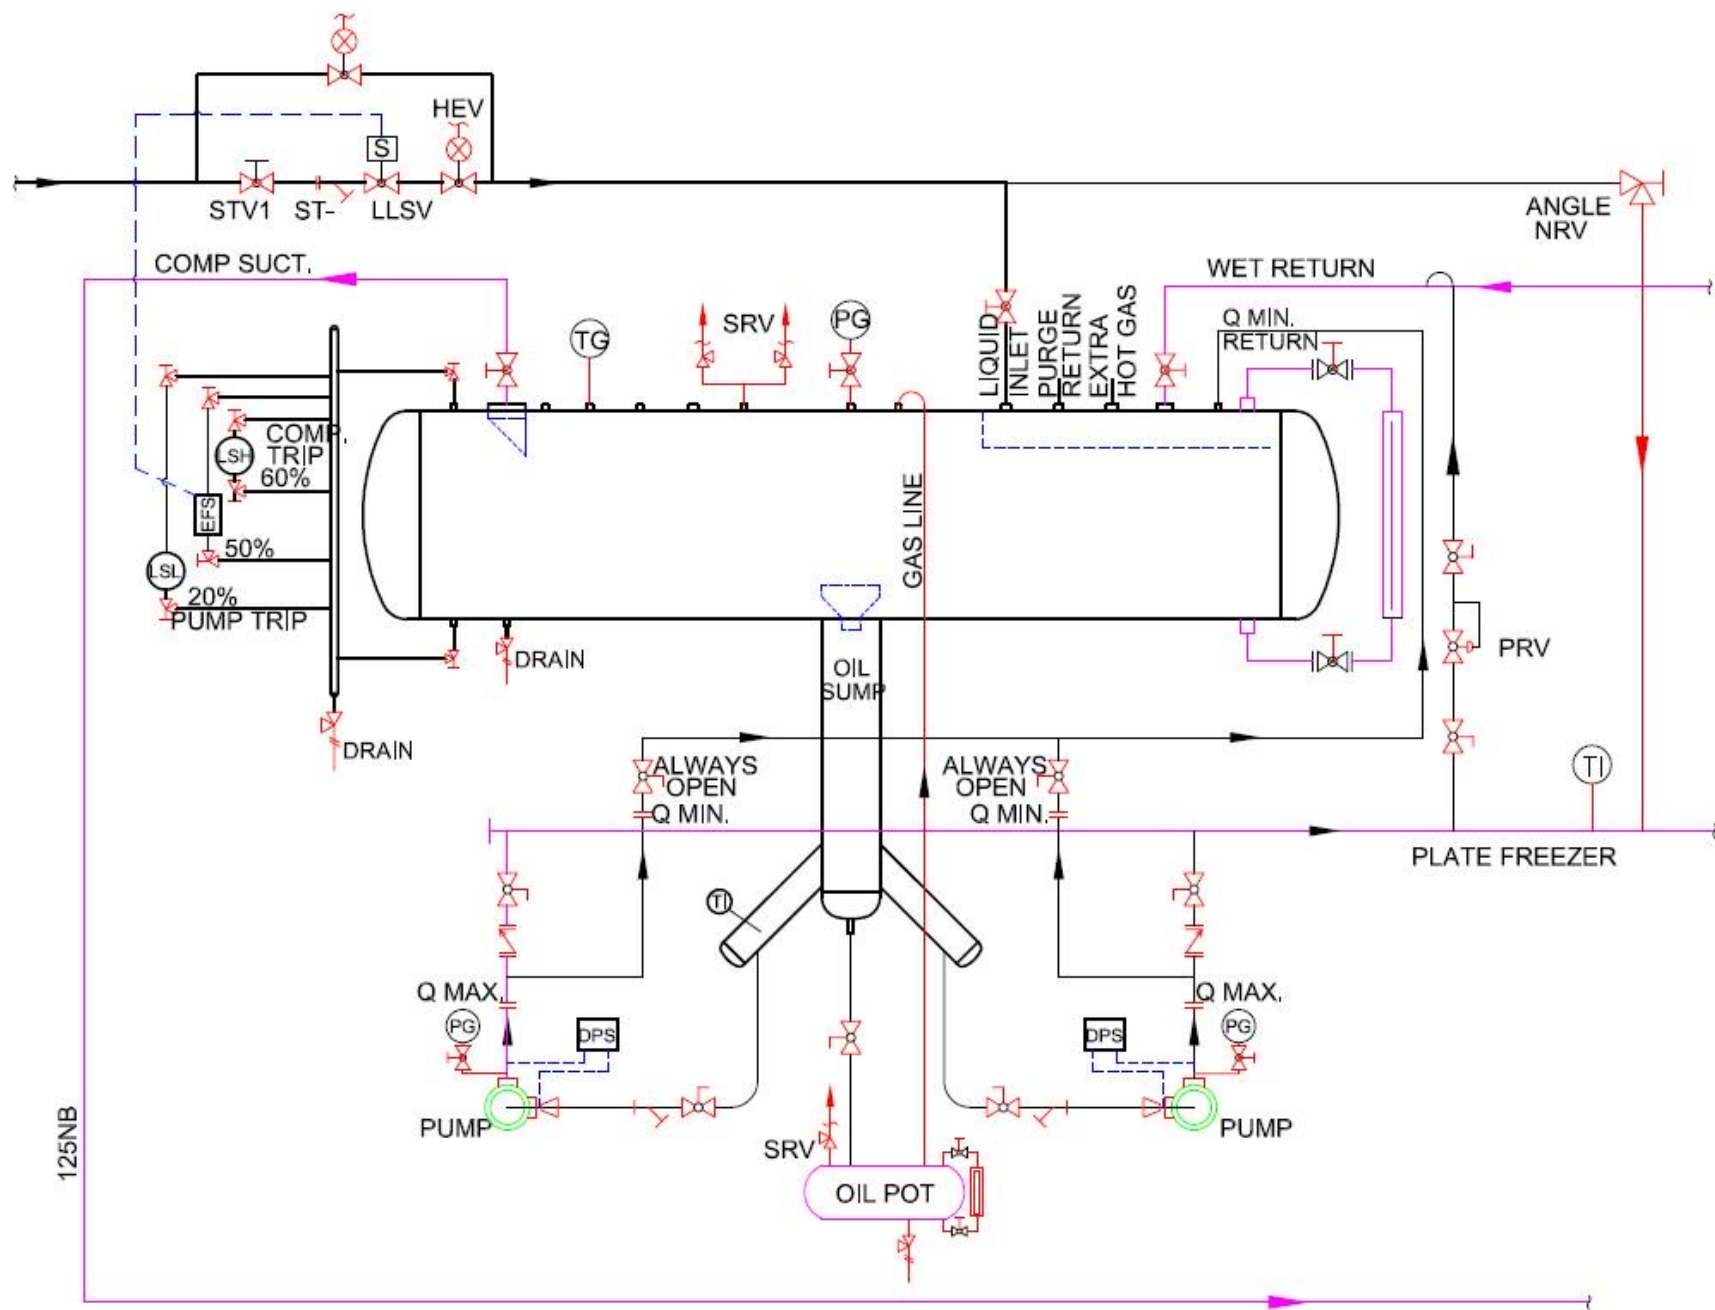 HEV
S
STV1
ST-
LLSV
ANGLE
NRV
COMP SUCT.
WET RETURN
TG
SRV
PG
LIQUID
INLET
PURGE
RETURN
EXTRA
HOT GAS
Q MIN.
RETURN
COMP.
TRIP
LSH
60%
EFS
50%
LSL
20%
PUMP TRIP
GAS LINE
DRAIN
OIL
SUMP
PRV
DRAIN
ALWAYS
OPEN
Q MIN.
ALWAYS
OPEN
Q MIN.
TI
PLATE FREEZER
TI
Q MAX.
PG
DPS
PUMP
Q MAX.
DPS
PG
PUMP
125NB
SRV
OIL POT